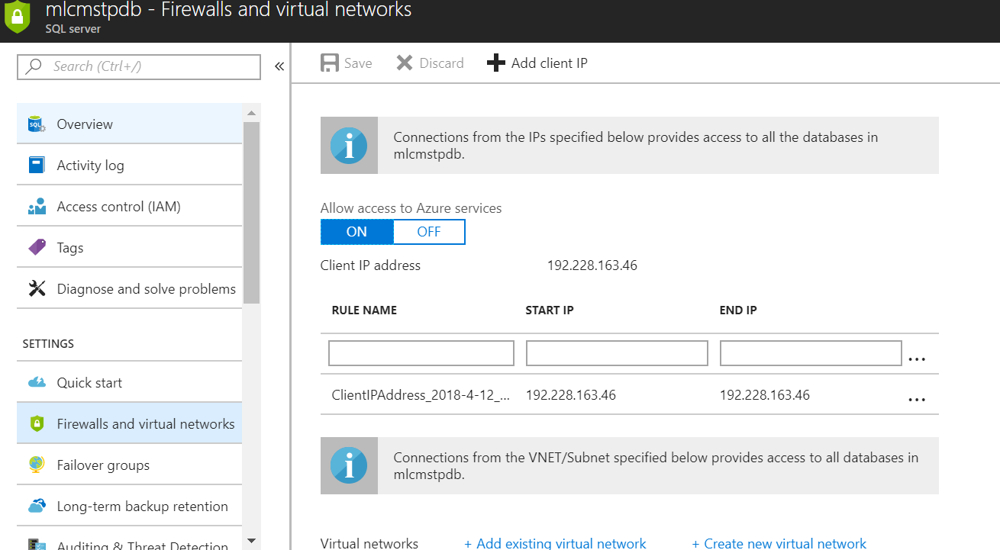 mlcmstpdb - Firewalls and virtual networks
SQL server
Search (Ctrl+/)
«
Save
Discard
Add client IP
SQL
Overview
Activity log
Access control (IAM)
Tags
Diagnose and solve problems
SETTINGS
Quick start
Firewalls and virtual networks
Failover groups
Long-term backup retention
Auditing & Threat Detection
i
Connections from the IPs specified below provides access to all the databases in
mlcmstpdb.
Allow access to Azure services
ON OFF
Client IP address 192.228.163.46
RULE NAME START IP END IP
...
ClientIPAddress_2018-4-12_... 192.228.163.46 192.228.163.46 ...
i
Connections from the VNET/Subnet specified below provides access to all databases in
mlcmstpdb.
Virtual networks + Add existing virtual network + Create new virtual network